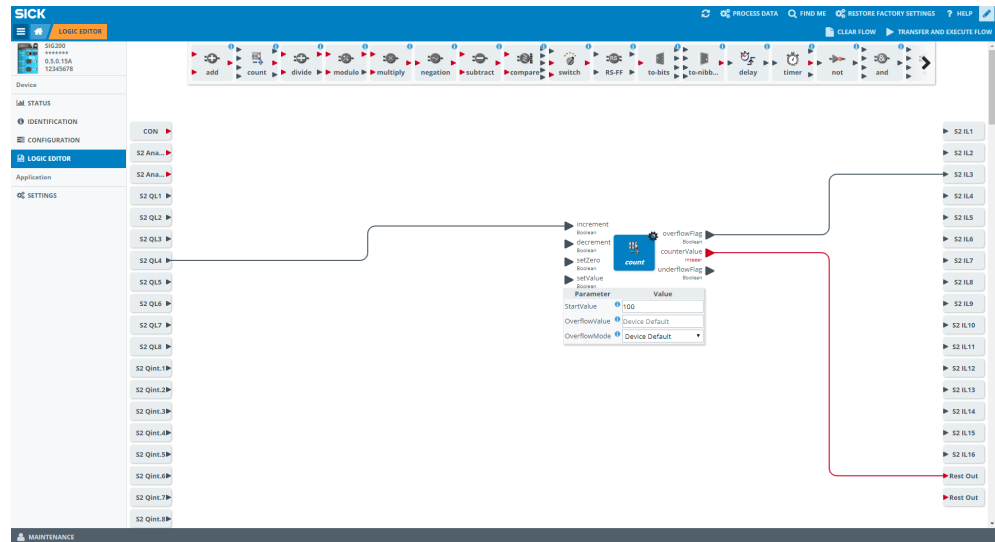 SICK
PROCESS DATA
FIND ME
RESTORE FACTORY SETTINGS
? HELP
LOGIC EDITOR
CLEAR FLOW
TRANSFER AND EXECUTE FLOW
SIG200
*******
0.5.0.15A
12345678
Device
STATUS
IDENTIFICATION
CONFIGURATION
LOGIC EDITOR
Application
SETTINGS
add
count
divide
modulo
multiply
negation
subtract
compare
switch
RS-FF
to-bits
to-nibb...
delay
timer
not
and
CON
S2 Ana...
S2 Ana...
S2 QL1
S2 QL2
S2 QL3
S2 QL4
S2 QL5
S2 QL6
S2 QL7
S2 QL8
S2 Qint.1
S2 Qint.2
S2 Qint.3
S2 Qint.4
S2 Qint.5
S2 Qint.6
S2 Qint.7
S2 Qint.8
increment
Boolean
decrement
Boolean
setZero
Boolean
setValue
Boolean
count
overflowFlag
Boolean
counterValue
Integer
underflowFlag
Boolean
Parameter Value
StartValue 100
OverflowValue Device Default
OverflowMode Device Default
S2 IL1
S2 IL2
S2 IL3
S2 IL4
S2 IL5
S2 IL6
S2 IL7
S2 IL8
S2 IL9
S2 IL10
S2 IL11
S2 IL12
S2 IL13
S2 IL14
S2 IL15
S2 IL16
Rest Out
Rest Out
MAINTENANCE